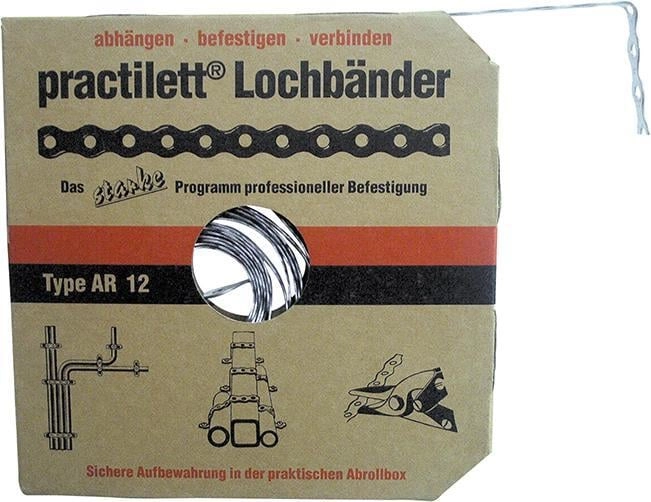 abhängen · befestigen · verbinden
practilett® Lochbänder
Das starke Programm professioneller Befestigung
Type AR 12
Sichere Aufbewahrung in der praktischen Abrollbox